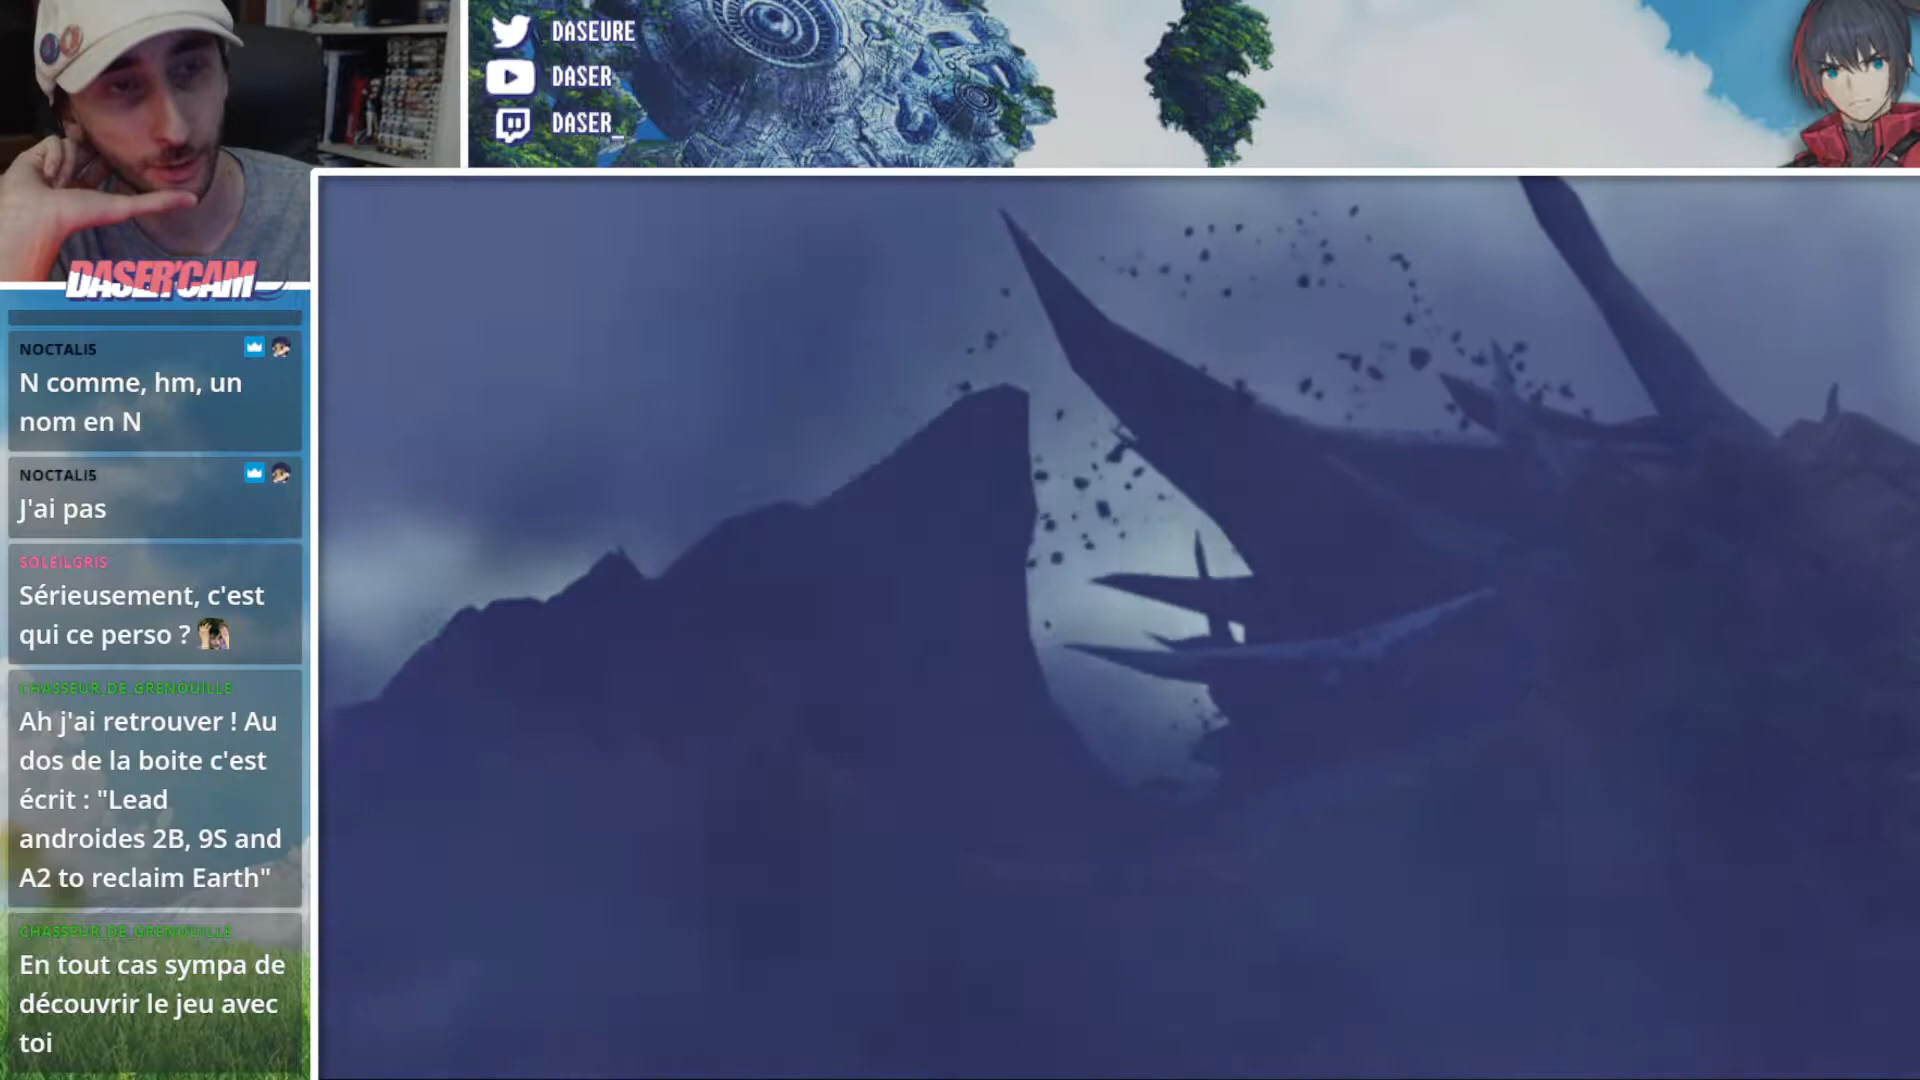 DASEURE
DASER
DASER_
DASER'CAM
NOCTALI5
N comme, hm, un
nom en N
NOCTALI5
J'ai pas
SOLEILGRIS
Sérieusement, c'est
qui ce perso ?
CHASSEUR_DE_GRENOUILLE
Ah j'ai retrouver ! Au
dos de la boite c'est
écrit : "Lead
androides 2B, 9S and
A2 to reclaim Earth"
CHASSEUR_DE_GRENOUILLE
En tout cas sympa de
découvrir le jeu avec
toi